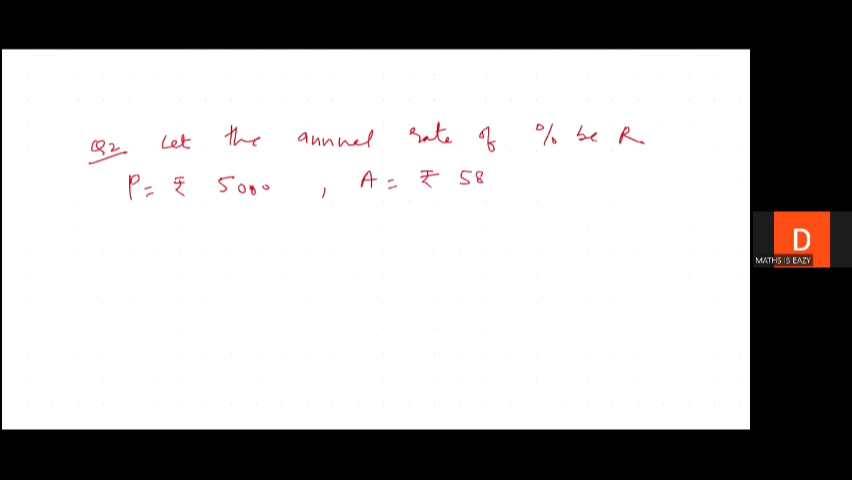 Q2 Let the annual rate of % be R
P = ₹ 5000 , A = ₹ 58
D
MATHS IS EAZY